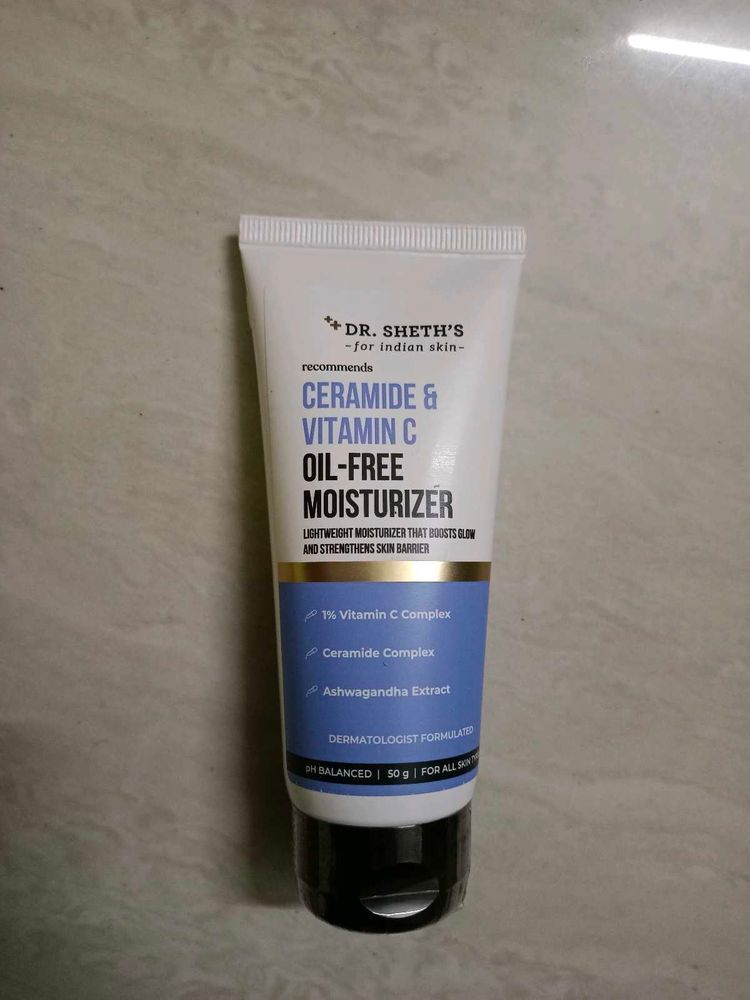 DR. SHETH'S
-for indian skin-
recommends
CERAMIDE &
VITAMIN C
OIL-FREE
MOISTURIZER
LIGHTWEIGHT MOISTURIZER THAT BOOSTS GLOW
AND STRENGTHENS SKIN BARRIER
1% Vitamin C Complex
Ceramide Complex
Ashwagandha Extract
DERMATOLOGIST FORMULATED
pH BALANCED | 50 g | FOR ALL SKIN